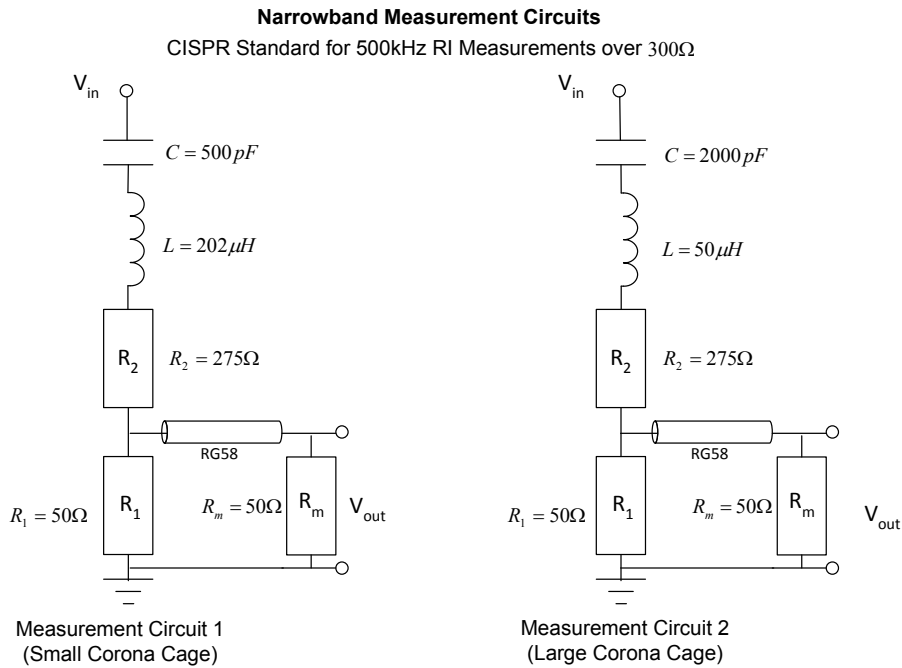 Narrowband Measurement Circuits
CISPR Standard for 500kHz RI Measurements over 300Ω
V_in
C = 500pF
L = 202μH
R_2
R_2 = 275Ω
RG58
R_1 = 50Ω
R_1
R_m = 50Ω
R_m
V_out
Measurement Circuit 1
(Small Corona Cage)
V_in
C = 2000pF
L = 50μH
R_2
R_2 = 275Ω
RG58
R_1 = 50Ω
R_1
R_m = 50Ω
R_m
V_out
Measurement Circuit 2
(Large Corona Cage)